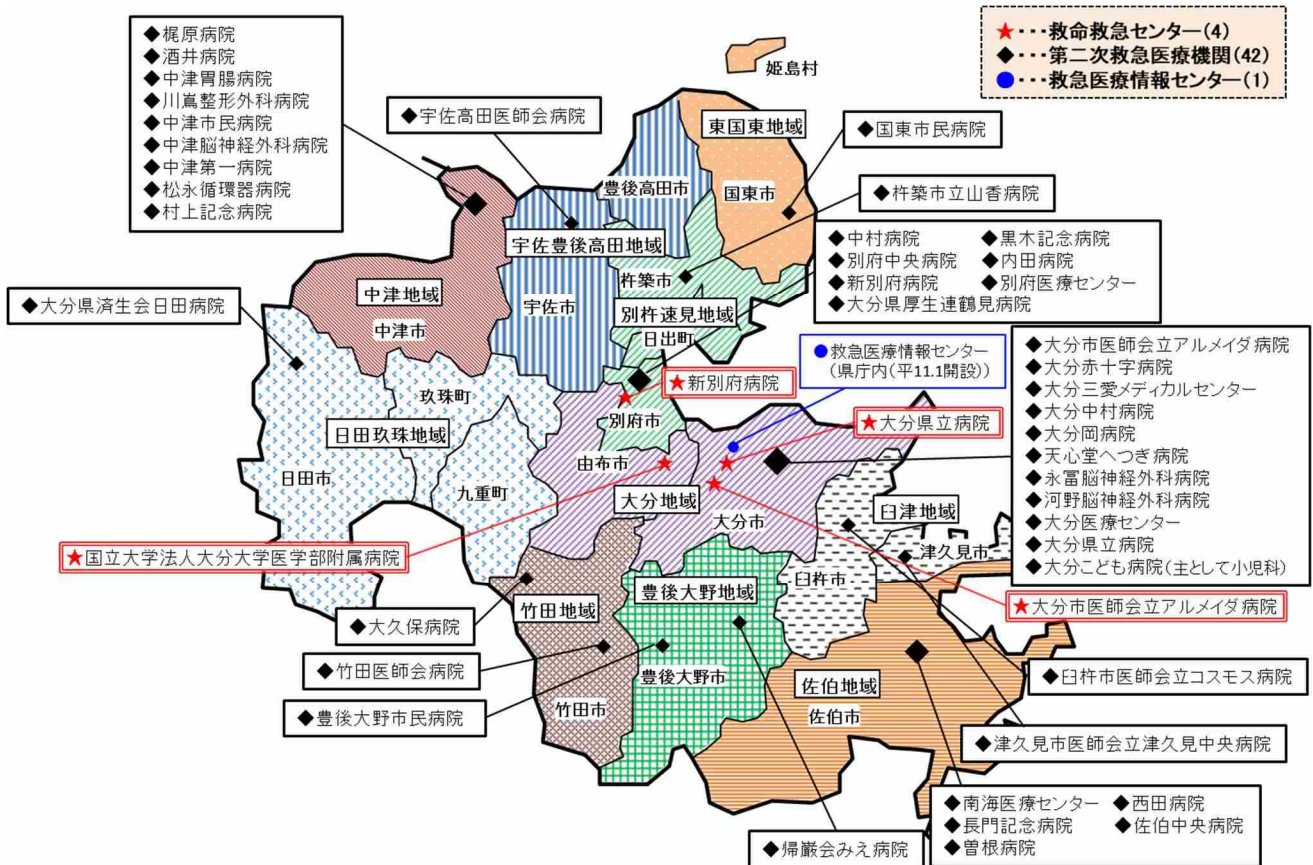 ★･･･救命救急センター(4)
◆･･･第二次救急医療機関(42)
●･･･救急医療情報センター(1)
◆梶原病院
◆酒井病院
◆中津胃腸病院
◆川嶌整形外科病院
◆中津市民病院
◆中津脳神経外科病院
◆中津第一病院
◆松永循環器病院
◆村上記念病院
◆宇佐高田医師会病院
姫島村
東国東地域
国東市
◆国東市民病院
豊後高田市
宇佐豊後高田地域
宇佐市
◆杵築市立山香病院
杵築市
別杵速見地域
日出町
◆中村病院 ◆黒木記念病院
◆別府中央病院 ◆内田病院
◆新別府病院 ◆別府医療センター
◆大分県厚生連鶴見病院
中津地域
中津市
◆大分県済生会日田病院
玖珠町
日田玖珠地域
日田市
九重町
★新別府病院
別府市
●救急医療情報センター
(県庁内(平11.1開設))
★大分県立病院
由布市
大分地域
大分市
◆大分市医師会立アルメイダ病院
◆大分赤十字病院
◆大分三愛メディカルセンター
◆大分中村病院
◆大分岡病院
◆天心堂へつぎ病院
◆永冨脳神経外科病院
◆河野脳神経外科病院
◆大分医療センター
◆大分県立病院
◆大分こども病院(主として小児科)
臼津地域
津久見市
臼杵市
★国立大学法人大分大学医学部附属病院
★大分市医師会立アルメイダ病院
竹田地域
竹田市
豊後大野地域
豊後大野市
佐伯地域
佐伯市
◆大久保病院
◆竹田医師会病院
◆豊後大野市民病院
◆臼杵市医師会立コスモス病院
◆津久見市医師会立津久見中央病院
◆南海医療センター ◆西田病院
◆長門記念病院 ◆佐伯中央病院
◆曽根病院
◆帰巖会みえ病院